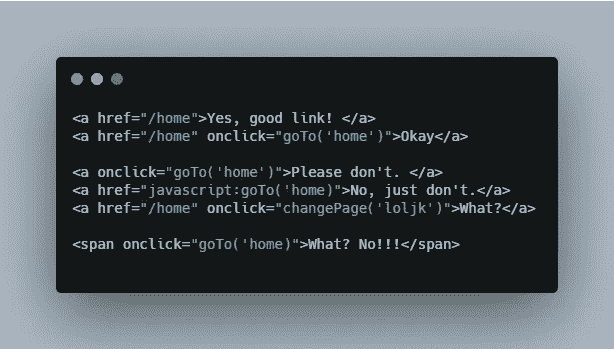 <a href="/home">Yes, good link! </a>
<a href="/home" onclick="goTo('home')">Okay</a>
<a onclick="goTo('home')">Please don't. </a>
<a href="javascript:goTo('home)">No, just don't.</a>
<a href="/home" onclick="changePage('loljk')">What?</a>
<span onclick="goTo('home)">What? No!!!</span>